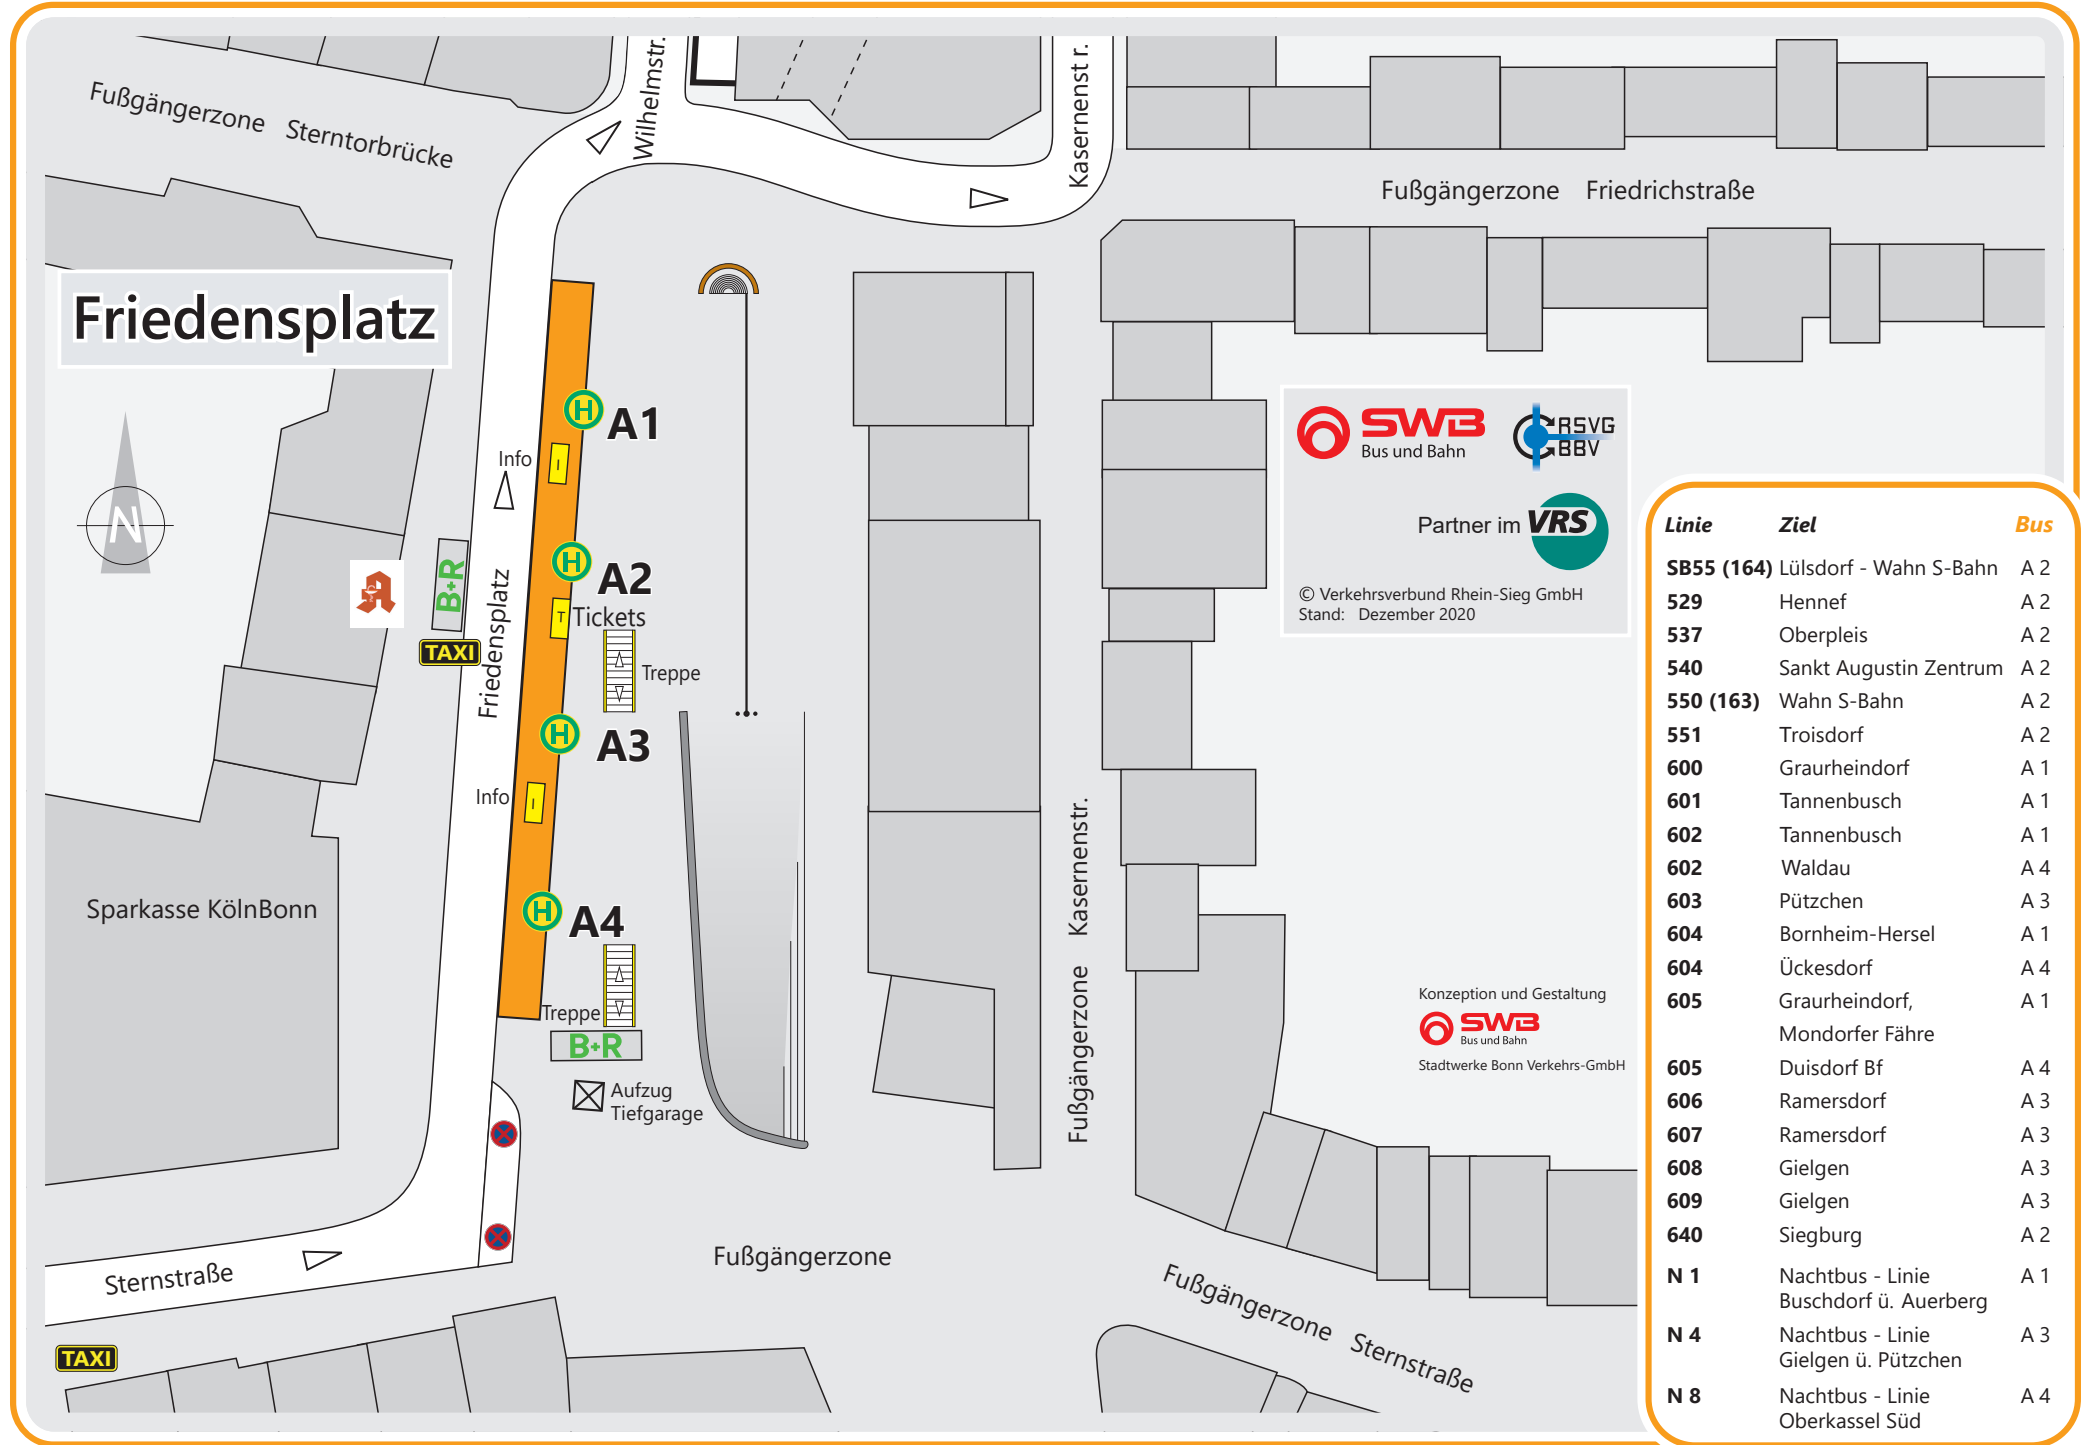 Fußgängerzone Sterntorbrücke
Wilhelmstr.
Kasernenst r.
Fußgängerzone Friedrichstraße
Friedensplatz
N
H A1
Info
I
H A2
T Tickets
B+R
TAXI
Friedensplatz
Treppe
H A3
Info
I
Sparkasse KölnBonn
H A4
Treppe
B+R
Aufzug
Tiefgarage
Fußgängerzone Kasernenstr.
Sternstraße
TAXI
Fußgängerzone
Fußgängerzone Sternstraße
SWB
Bus und Bahn
RSVG
BBV
Partner im VRS
© Verkehrsverbund Rhein-Sieg GmbH
Stand: Dezember 2020
Konzeption und Gestaltung
SWB
Bus und Bahn
Stadtwerke Bonn Verkehrs-GmbH
Linie Ziel Bus
SB55 (164) Lülsdorf - Wahn S-Bahn A 2
529 Hennef A 2
537 Oberpleis A 2
540 Sankt Augustin Zentrum A 2
550 (163) Wahn S-Bahn A 2
551 Troisdorf A 2
600 Graurheindorf A 1
601 Tannenbusch A 1
602 Tannenbusch A 1
602 Waldau A 4
603 Pützchen A 3
604 Bornheim-Hersel A 1
604 Ückesdorf A 4
605 Graurheindorf, A 1
Mondorfer Fähre
605 Duisdorf Bf A 4
606 Ramersdorf A 3
607 Ramersdorf A 3
608 Gielgen A 3
609 Gielgen A 3
640 Siegburg A 2
N 1 Nachtbus - Linie A 1
Buschdorf ü. Auerberg
N 4 Nachtbus - Linie A 3
Gielgen ü. Pützchen
N 8 Nachtbus - Linie A 4
Oberkassel Süd